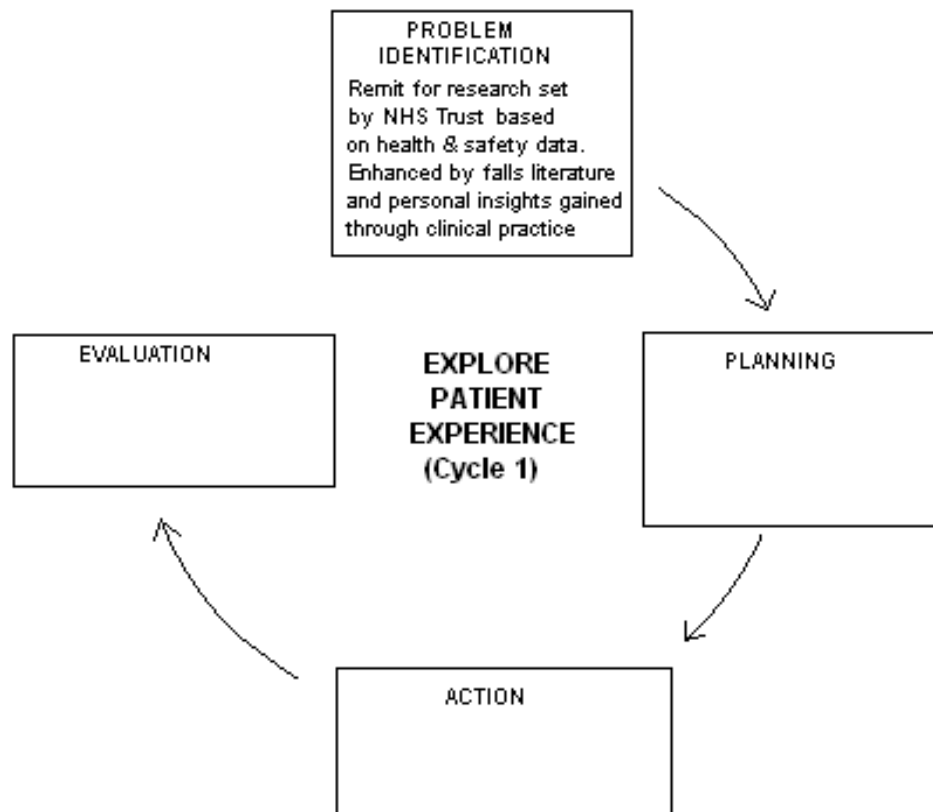 PROBLEM
IDENTIFICATION
Remit for research set
by NHS Trust based
on health & safety data.
Enhanced by falls literature
and personal insights gained
through clinical practice
EVALUATION
EXPLORE
PATIENT
EXPERIENCE
(Cycle 1)
PLANNING
ACTION